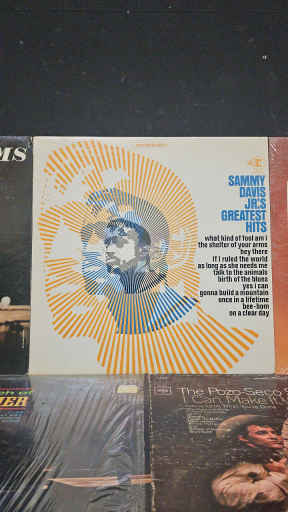 MS
SAMMY
DAVIS
JR.'S
GREATEST
HITS
what kind of fool am i
the shelter of your arms
hey there
if i ruled the world
as long as she needs me
talk to the animals
birth of the blues
yes i can
gonna build a mountain
once in a lifetime
bee-bom
on a clear day
The Pozo-Seco S
I Can Make It